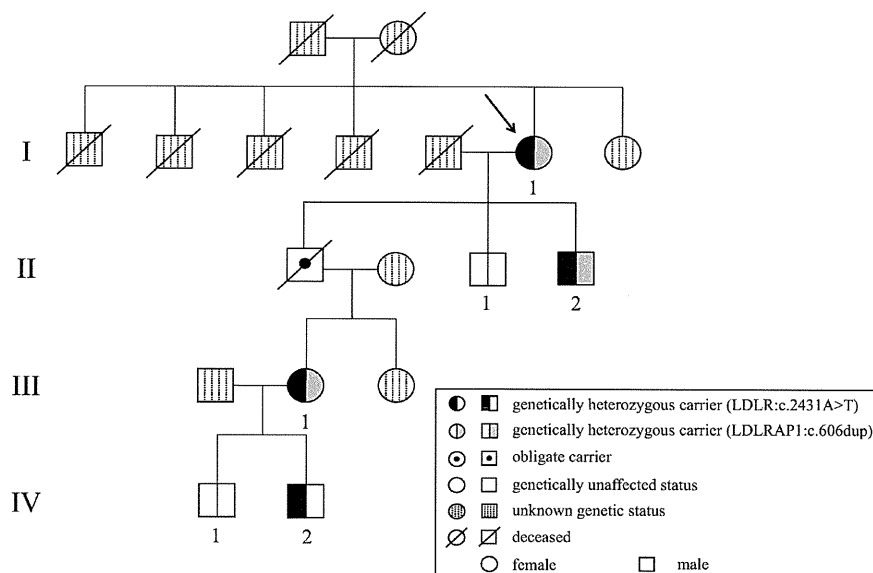 I
1
II
1
2
III
1
IV
1
2
genetically heterozygous carrier (LDLR:c.2431A>T)
genetically heterozygous carrier (LDLRAP1:c.606dup)
obligate carrier
genetically unaffected status
unknown genetic status
deceased
female male